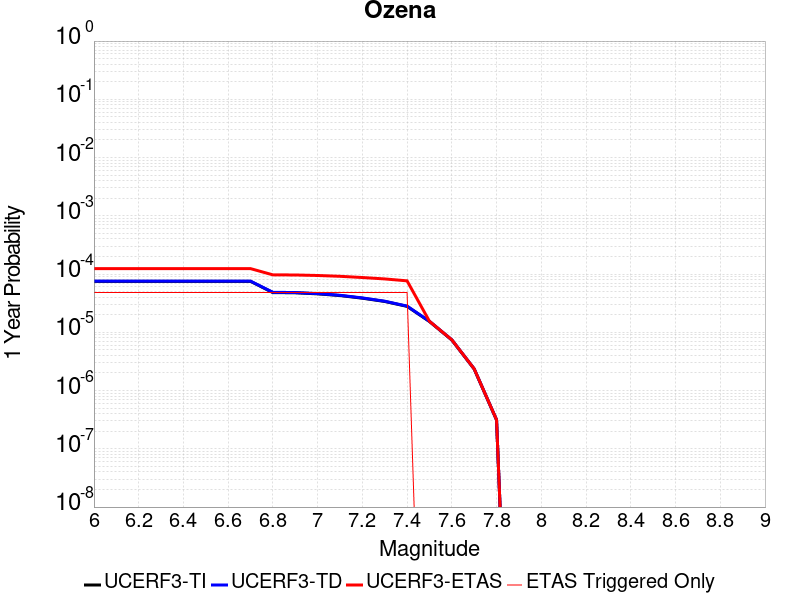 Ozena
10^0
10^-1
10^-2
10^-3
10^-4
10^-5
10^-6
10^-7
10^-8
1 Year Probability
6 6.2 6.4 6.6 6.8 7 7.2 7.4 7.6 7.8 8 8.2 8.4 8.6 8.8 9
Magnitude
UCERF3-TI UCERF3-TD UCERF3-ETAS ETAS Triggered Only